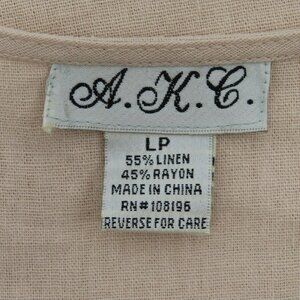 A.K.C.
LP
55% LINEN
45% RAYON
MADE IN CHINA
RN# 108196
REVERSE FOR CARE